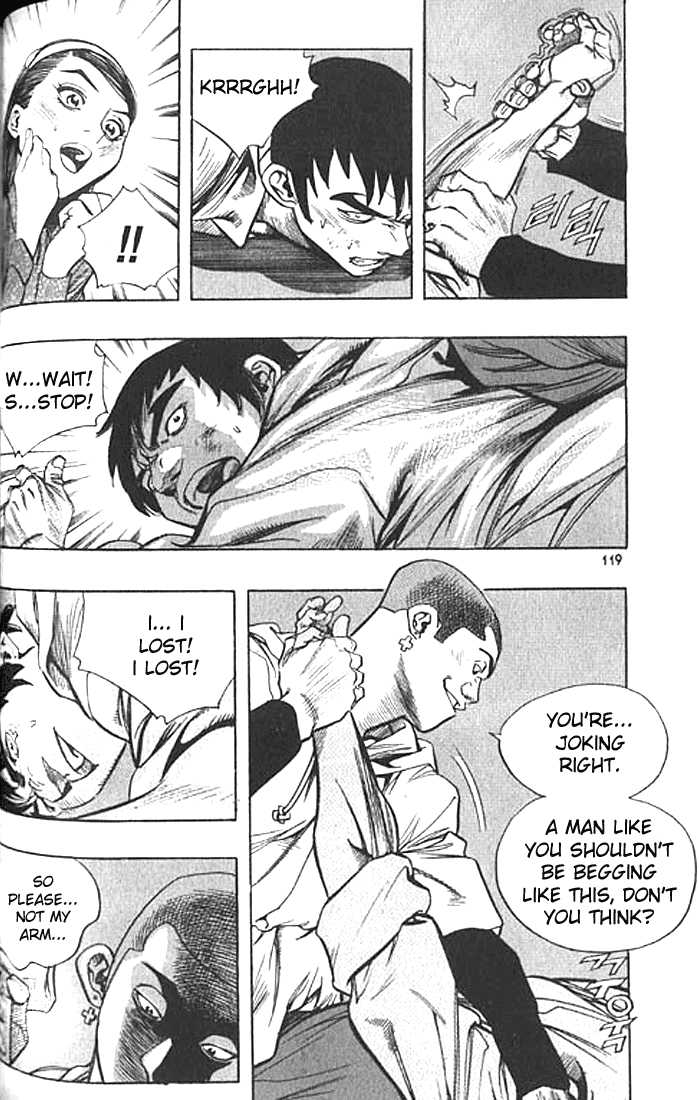 !!
KRRRGHH!
W...WAIT!
S...STOP!
119
I... I
LOST!
I LOST!
SO
PLEASE...
NOT MY
ARM...
YOU'RE...
JOKING
RIGHT.
A MAN LIKE
YOU SHOULDN'T
BE BEGGING
LIKE THIS, DON'T
YOU THINK?